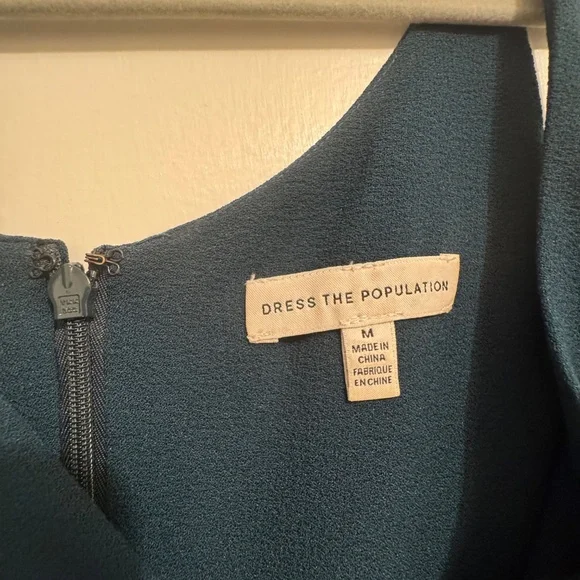 DRESS THE POPULATION
M
MADE IN
CHINA
FABRIQUE
EN CHINE